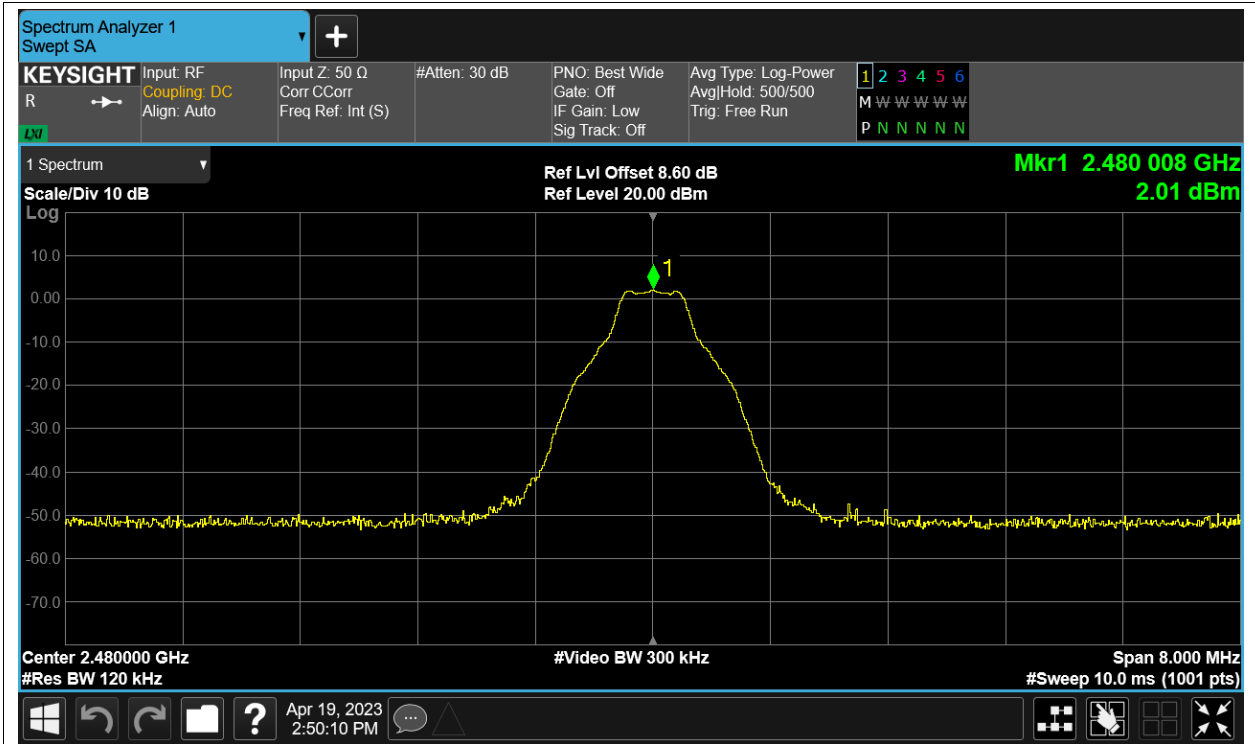 Spectrum Analyzer 1
Swept SA
KEYSIGHT
R
LXI
Input: RF
Coupling: DC
Align: Auto
Input Z: 50 Ω
Corr CCorr
Freq Ref: Int (S)
#Atten: 30 dB
PNO: Best Wide
Gate: Off
IF Gain: Low
Sig Track: Off
Avg Type: Log-Power
Avg|Hold: 500/500
Trig: Free Run
1 2 3 4 5 6
M W W W W W
P N N N N N
1 Spectrum
Scale/Div 10 dB
Ref Lvl Offset 8.60 dB
Ref Level 20.00 dBm
Mkr1 2.480 008 GHz
2.01 dBm
Log
1
10.0
0.00
-10.0
-20.0
-30.0
-40.0
-50.0
-60.0
-70.0
Center 2.480000 GHz
#Video BW 300 kHz
Span 8.000 MHz
#Res BW 120 kHz
#Sweep 10.0 ms (1001 pts)
?
Apr 19, 2023
2:50:10 PM